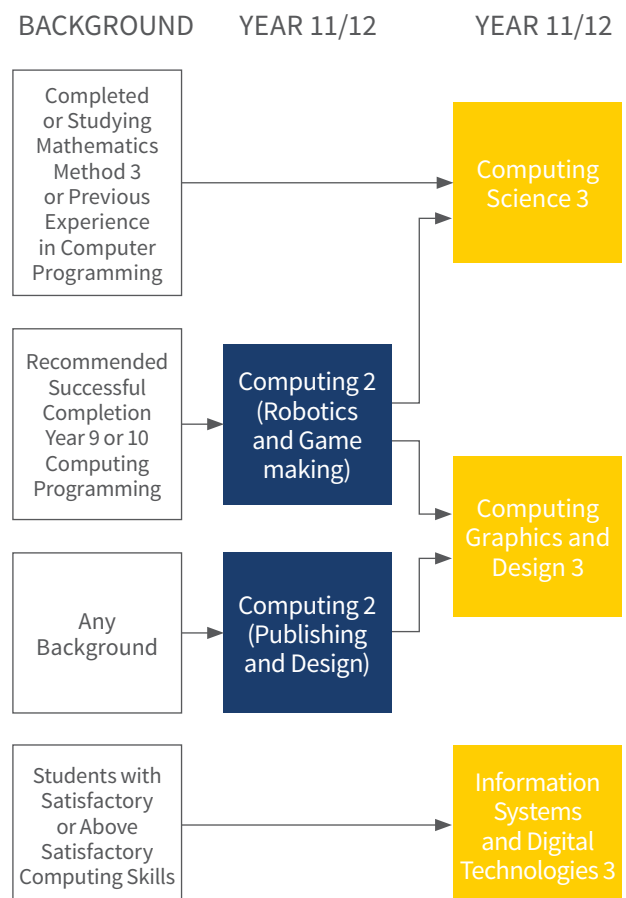 BACKGROUND YEAR 11/12 YEAR 11/12
Completed
or Studying
Mathematics
Method 3
or Previous
Experience
in Computer
Programming
Computing
Science 3
Recommended
Successful
Completion
Year 9 or 10
Computing
Programming
Computing 2
(Robotics
and Game
making)
Computing
Graphics and
Design 3
Any
Background
Computing 2
(Publishing
and Design)
Students with
Satisfactory
or Above
Satisfactory
Computing Skills
Information
Systems
and Digital
Technologies 3